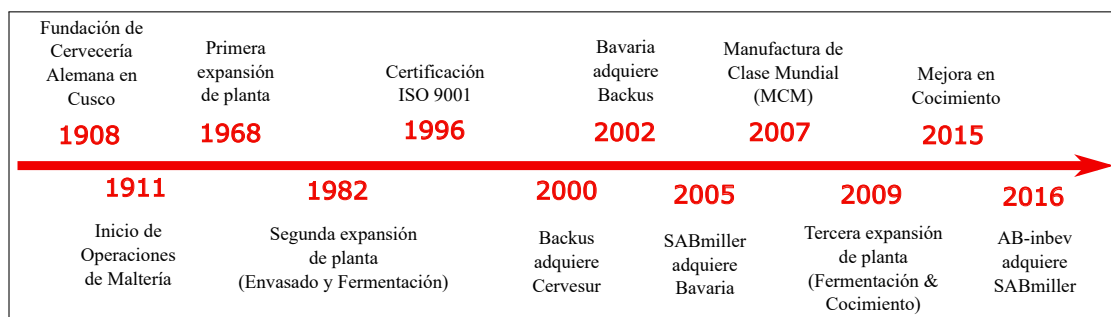 Fundación de
Cervecería
Alemana en
Cusco
1908
Primera
expansión
de planta
1968
Certificación
ISO 9001
1996
Bavaria
adquiere
Backus
2002
Manufactura de
Clase Mundial
(MCM)
2007
Mejora en
Cocimiento
2015
1911
Inicio de
Operaciones
de Maltería
1982
Segunda expansión
de planta
(Envasado y Fermentación)
2000
Backus
adquiere
Cervesur
2005
SABmiller
adquiere
Bavaria
2009
Tercera expansión
de planta
(Fermentación &
Cocimiento)
2016
AB-inbev
adquiere
SABmiller